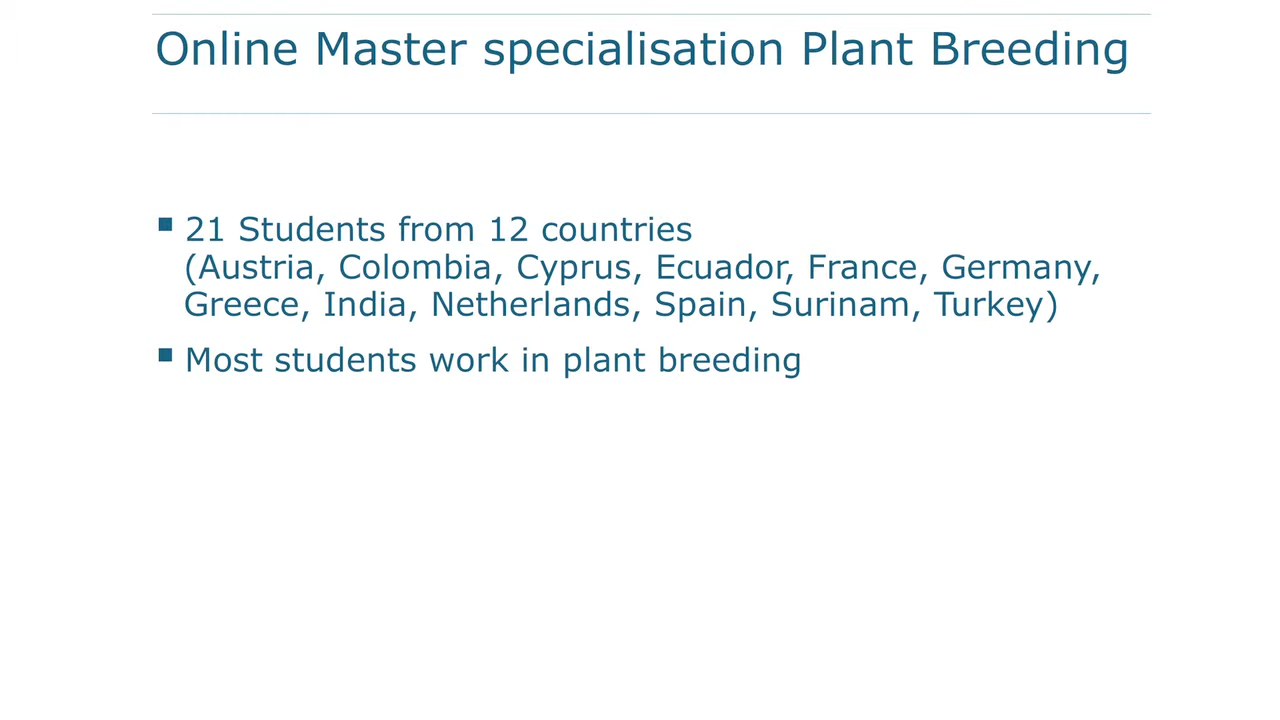 Online Master specialisation Plant Breeding
▪ 21 Students from 12 countries
(Austria, Colombia, Cyprus, Ecuador, France, Germany,
Greece, India, Netherlands, Spain, Surinam, Turkey)
▪ Most students work in plant breeding